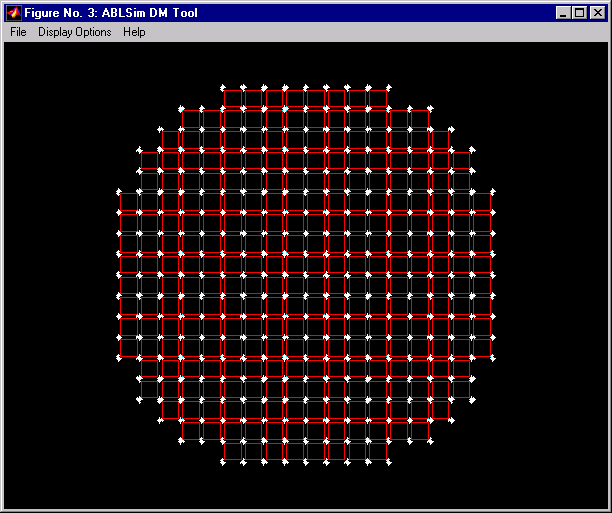 Figure No. 3: ABLSim DM Tool
File Display Options Help